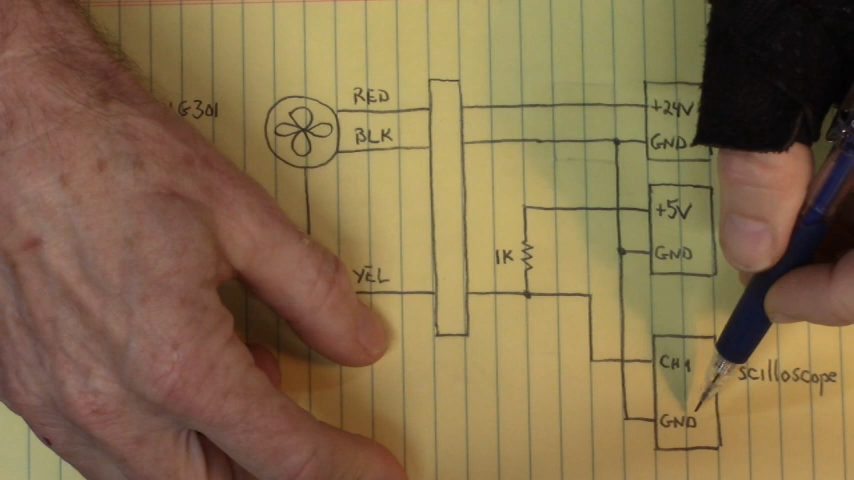 G301
RED
BLK
YEL
1K
+24V
GND
+5V
GND
CH1
GND
scilloscope